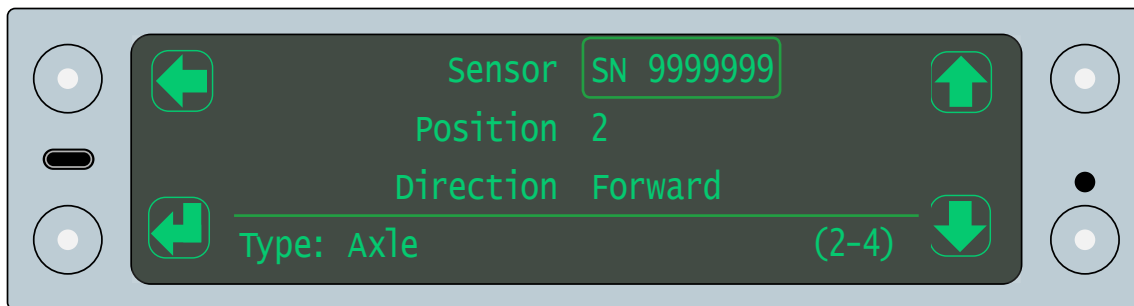 Sensor SN 9999999
Position 2
Direction Forward
Type: Axle (2-4)